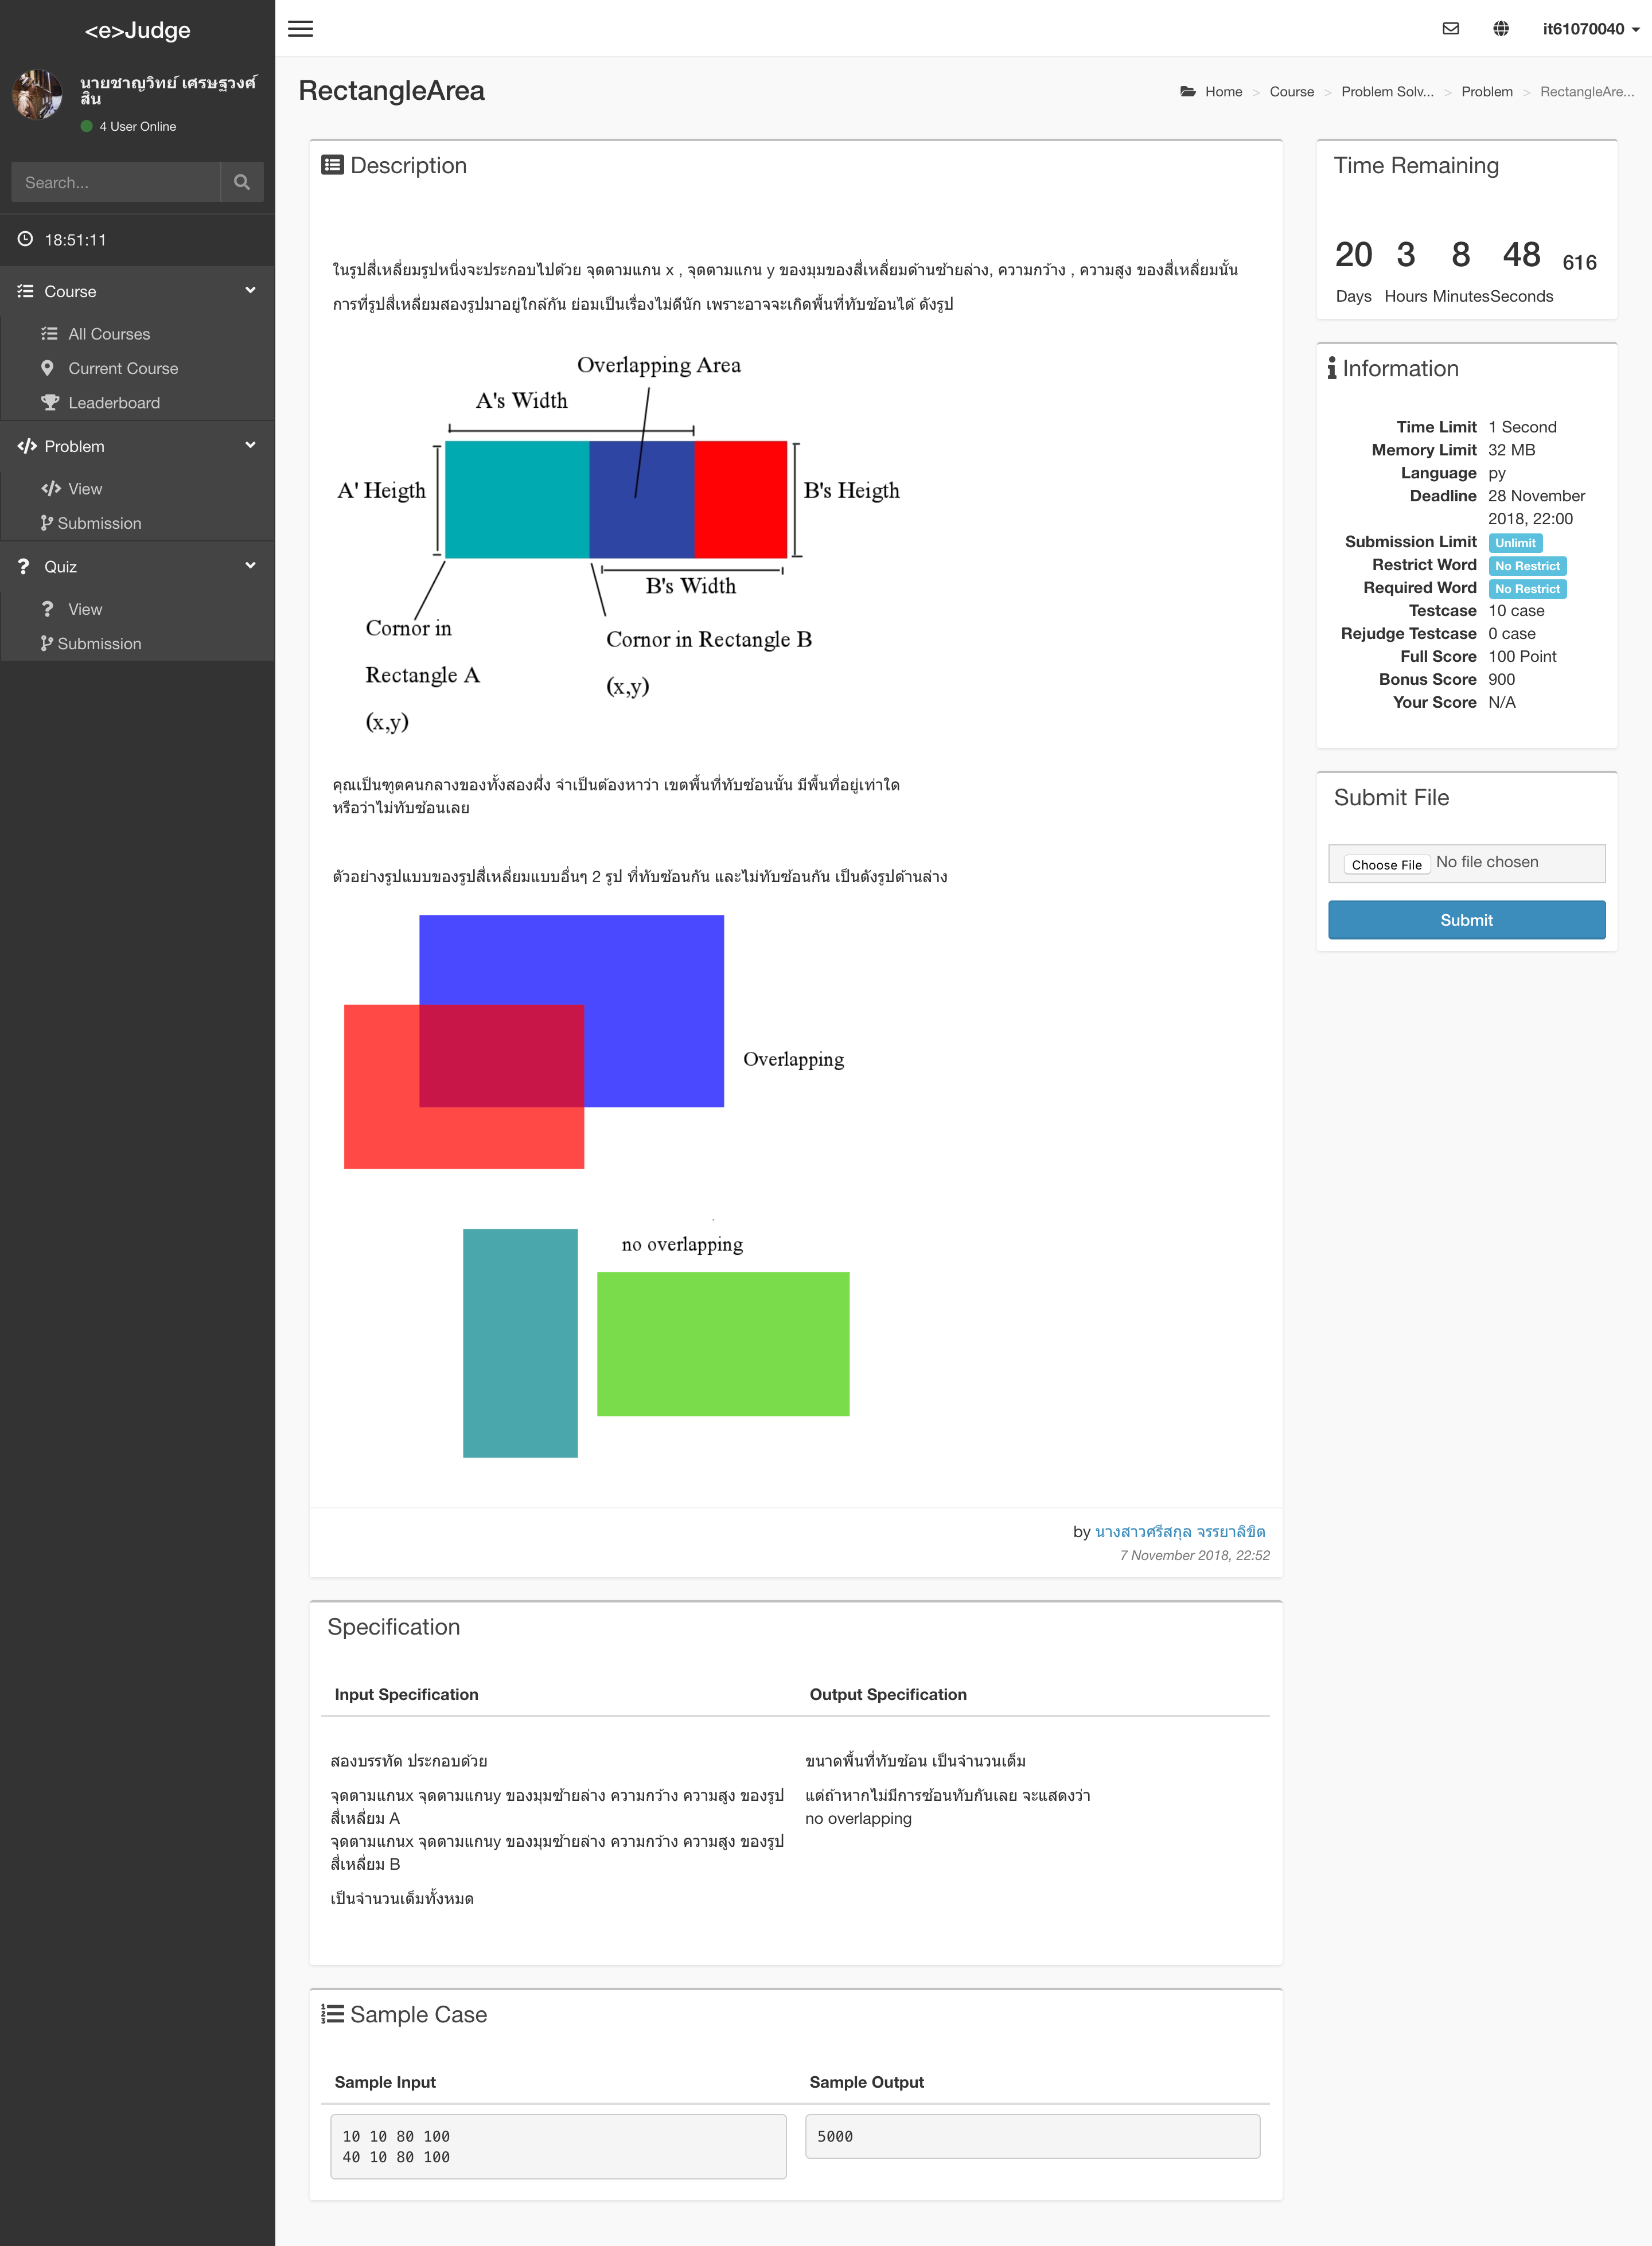 <e>Judge
it61070040
นายชาญวิทย์ เศรษฐวงศ์
สิน
4 User Online
Search...
18:51:11
Course
All Courses
Current Course
Leaderboard
Problem
View
Submission
Quiz
View
Submission
RectangleArea
Home > Course > Problem Solv... > Problem > RectangleAre...
Description
ในรูปสี่เหลี่ยมรูปหนึ่งจะประกอบไปด้วย จุดตามแกน x , จุดตามแกน y ของมุมของสี่เหลี่ยมด้านซ้ายล่าง, ความกว้าง , ความสูง ของสี่เหลี่ยมนั้น
การที่รูปสี่เหลี่ยมสองรูปมาอยู่ใกล้กัน ย่อมเป็นเรื่องไม่ดีนัก เพราะอาจจะเกิดพื้นที่ทับซ้อนได้ ดังรูป
Overlapping Area
A's Width
A' Heigth
B's Heigth
B's Width
Cornor in
Rectangle A
(x,y)
Cornor in Rectangle B
(x,y)
คุณเป็นฑูตคนกลางของทั้งสองฝั่ง จำเป็นต้องหาว่า เขตพื้นที่ทับซ้อนนั้น มีพื้นที่อยู่เท่าใด
หรือว่าไม่ทับซ้อนเลย
ตัวอย่างรูปแบบของรูปสี่เหลี่ยมแบบอื่นๆ 2 รูป ที่ทับซ้อนกัน และไม่ทับซ้อนกัน เป็นดังรูปด้านล่าง
Overlapping
no overlapping
by นางสาวศรีสกุล จรรยาลิขิต
7 November 2018, 22:52
Specification
Input Specification
สองบรรทัด ประกอบด้วย
จุดตามแกนx จุดตามแกนy ของมุมซ้ายล่าง ความกว้าง ความสูง ของรูป
สี่เหลี่ยม A
จุดตามแกนx จุดตามแกนy ของมุมซ้ายล่าง ความกว้าง ความสูง ของรูป
สี่เหลี่ยม B
เป็นจำนวนเต็มทั้งหมด
Output Specification
ขนาดพื้นที่ทับซ้อน เป็นจำนวนเต็ม
แต่ถ้าหากไม่มีการซ้อนทับกันเลย จะแสดงว่า
no overlapping
Sample Case
Sample Input
10 10 80 100
40 10 80 100
Sample Output
5000
Time Remaining
20 3 8 48 616
Days Hours Minutes Seconds
Information
Time Limit 1 Second
Memory Limit 32 MB
Language py
Deadline 28 November
2018, 22:00
Submission Limit Unlimit
Restrict Word No Restrict
Required Word No Restrict
Testcase 10 case
Rejudge Testcase 0 case
Full Score 100 Point
Bonus Score 900
Your Score N/A
Submit File
Choose File No file chosen
Submit